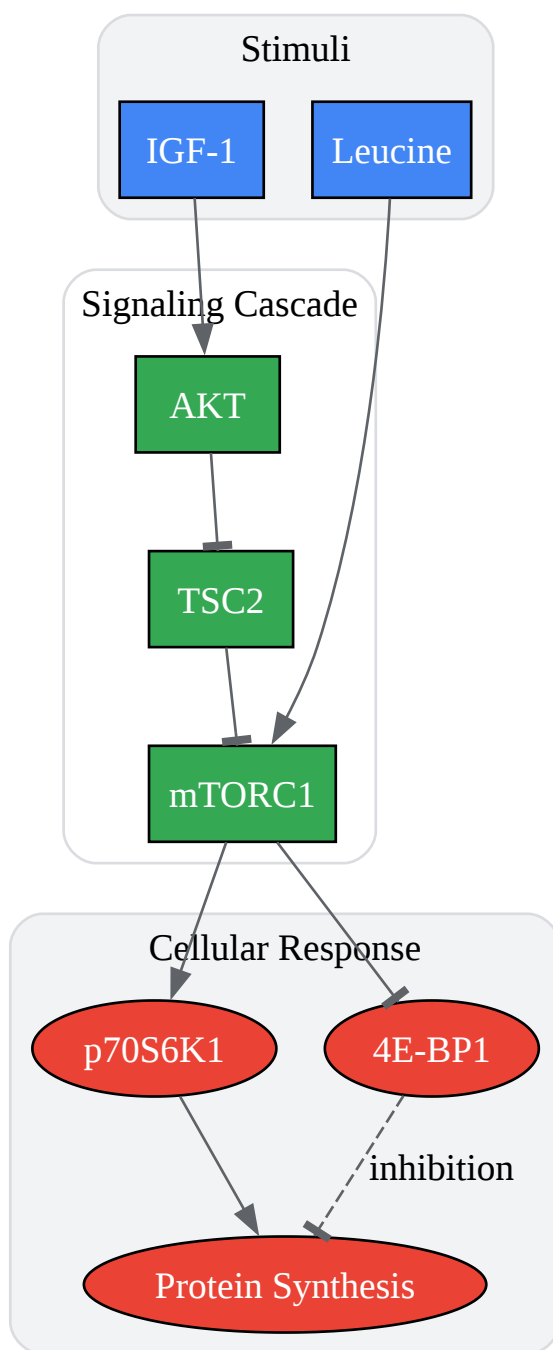 Stimuli
IGF-1
Leucine
Signaling Cascade
AKT
TSC2
mTORC1
Cellular Response
p70S6K1
4E-BP1
inhibition
Protein Synthesis